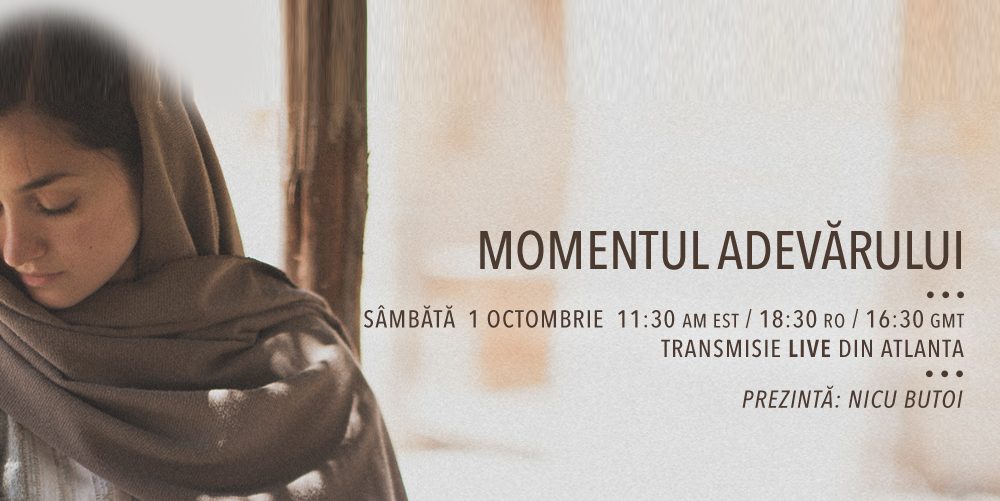 MOMENTUL ADEVĂRULUI
SÂMBĂTĂ 1 OCTOMBRIE 11:30 AM EST / 18:30 RO / 16:30 GMT
TRANSMISIE LIVE DIN ATLANTA
PREZINTĂ: NICU BUTOI